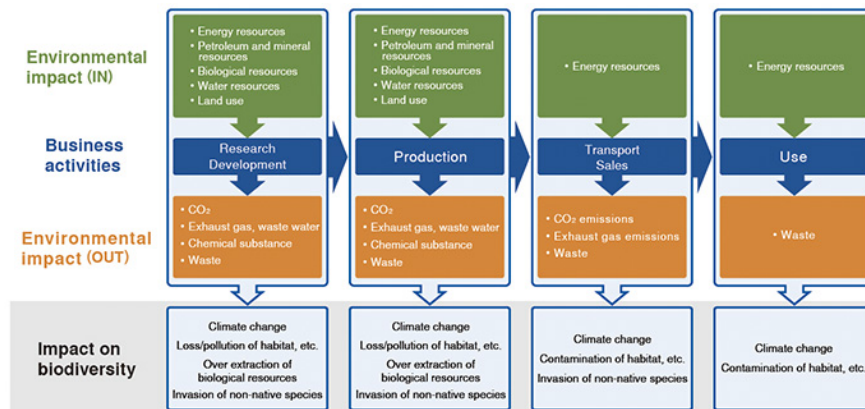 Environmental
impact (IN)
• Energy resources
• Petroleum and mineral
resources
• Biological resources
• Water resources
• Land use
• Energy resources
• Petroleum and mineral
resources
• Biological resources
• Water resources
• Land use
• Energy resources
• Energy resources
Business
activities
Research
Development
Production
Transport
Sales
Use
Environmental
impact (OUT)
• CO₂
• Exhaust gas, waste water
• Chemical substance
• Waste
• CO₂
• Exhaust gas, waste water
• Chemical substance
• Waste
• CO₂ emissions
• Exhaust gas emissions
• Waste
• Waste
Impact on
biodiversity
Climate change
Loss/pollution of habitat, etc.
Over extraction of
biological resources
Invasion of non-native species
Climate change
Loss/pollution of habitat, etc.
Over extraction of
biological resources
Invasion of non-native species
Climate change
Contamination of habitat, etc.
Invasion of non-native species
Climate change
Contamination of habitat, etc.